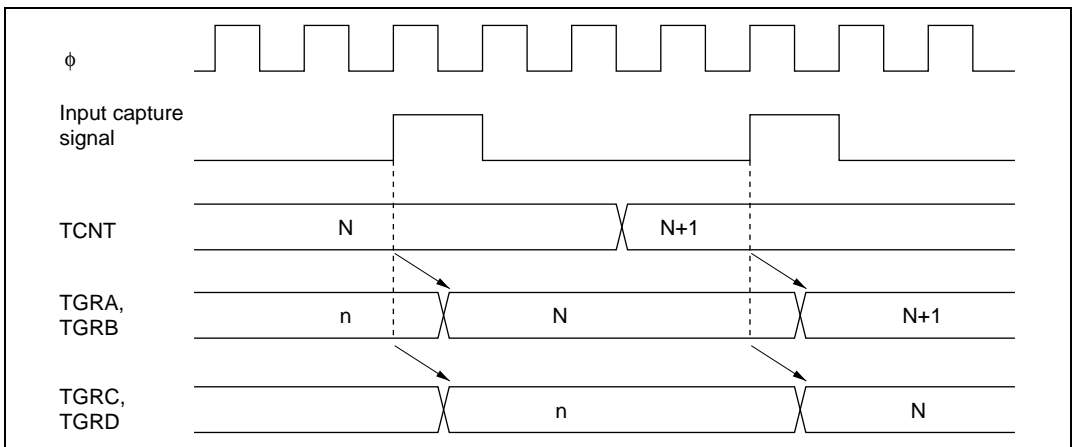 ϕ
Input capture
signal
TCNT
N
N+1
TGRA,
TGRB
n
N
N+1
TGRC,
TGRD
n
N